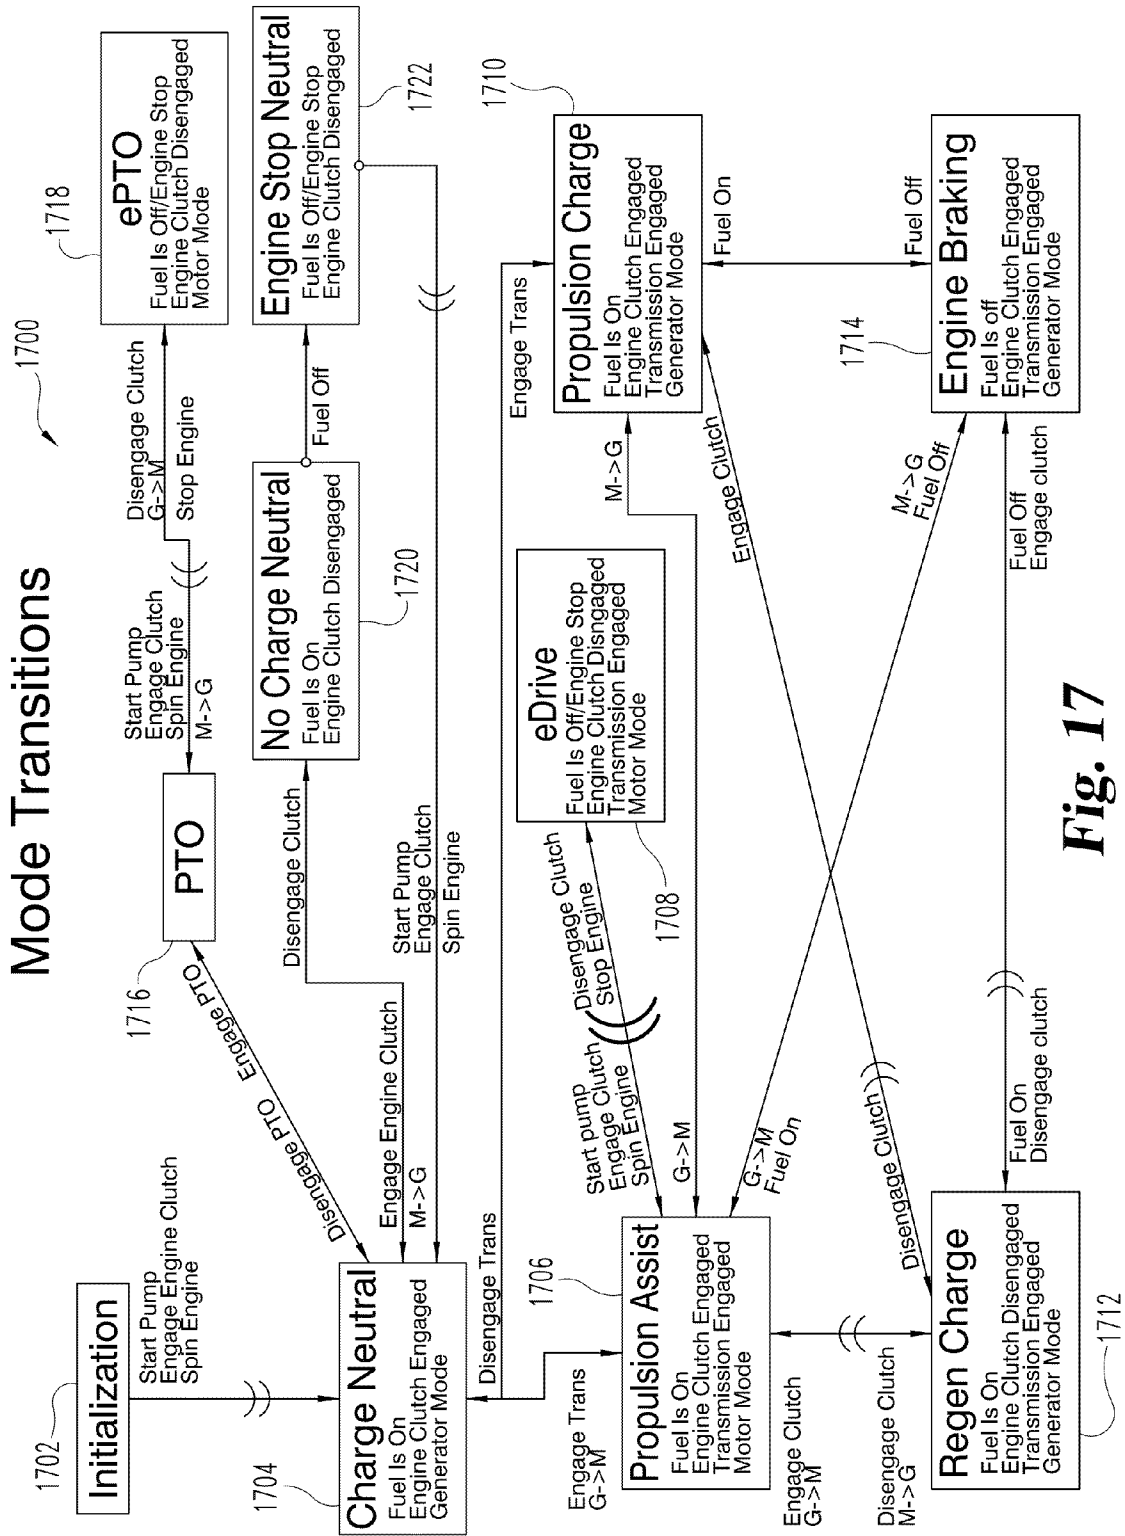 Mode Transitions
1700
1702
Initialization
Start Pump
Engage Engine Clutch
Spin Engine
1704
Charge Neutral
Fuel Is On
Engine Clutch Engaged
Generator Mode
Disengage PTO
Engage PTO
1716
PTO
Start Pump
Engage Clutch
Spin Engine
M->G
Disengage Clutch
G->M
Stop Engine
1718
ePTO
Fuel Is Off/Engine Stop
Engine Clutch Disengaged
Motor Mode
Engage Engine Clutch
M->G
Disengage Clutch
No Charge Neutral
Fuel Is On
Engine Clutch Disengaged
1720
Fuel Off
Engine Stop Neutral
Fuel Is Off/Engine Stop
Engine Clutch Disengaged
1722
Start Pump
Engage Clutch
Spin Engine
Disengage Trans
Engage Trans
Engage Trans
G->M
1706
Propulsion Assist
Fuel Is On
Engine Clutch Engaged
Transmission Engaged
Motor Mode
Start pump
Engage Clutch
Spin Engine
Disengage Clutch
Stop Engine
eDrive
Fuel Is Off/Engine Stop
Engine Clutch Disngaged
Transmission Engaged
Motor Mode
1708
G->M
M->G
1710
Propulsion Charge
Fuel Is On
Engine Clutch Engaged
Transmission Engaged
Generator Mode
G->M
Fuel On
M->G
Fuel Off
Engage Clutch
Disengage Clutch
Fuel On
Fuel Off
Engage Clutch
G->M
Disengage Clutch
M->G
Regen Charge
Fuel Is On
Engine Clutch Disengaged
Transmission Engaged
Generator Mode
1712
Fuel On
Disengage clutch
Fuel Off
Engage clutch
1714
Engine Braking
Fuel Is off
Engine Clutch Engaged
Transmission Engaged
Generator Mode
Fig. 17